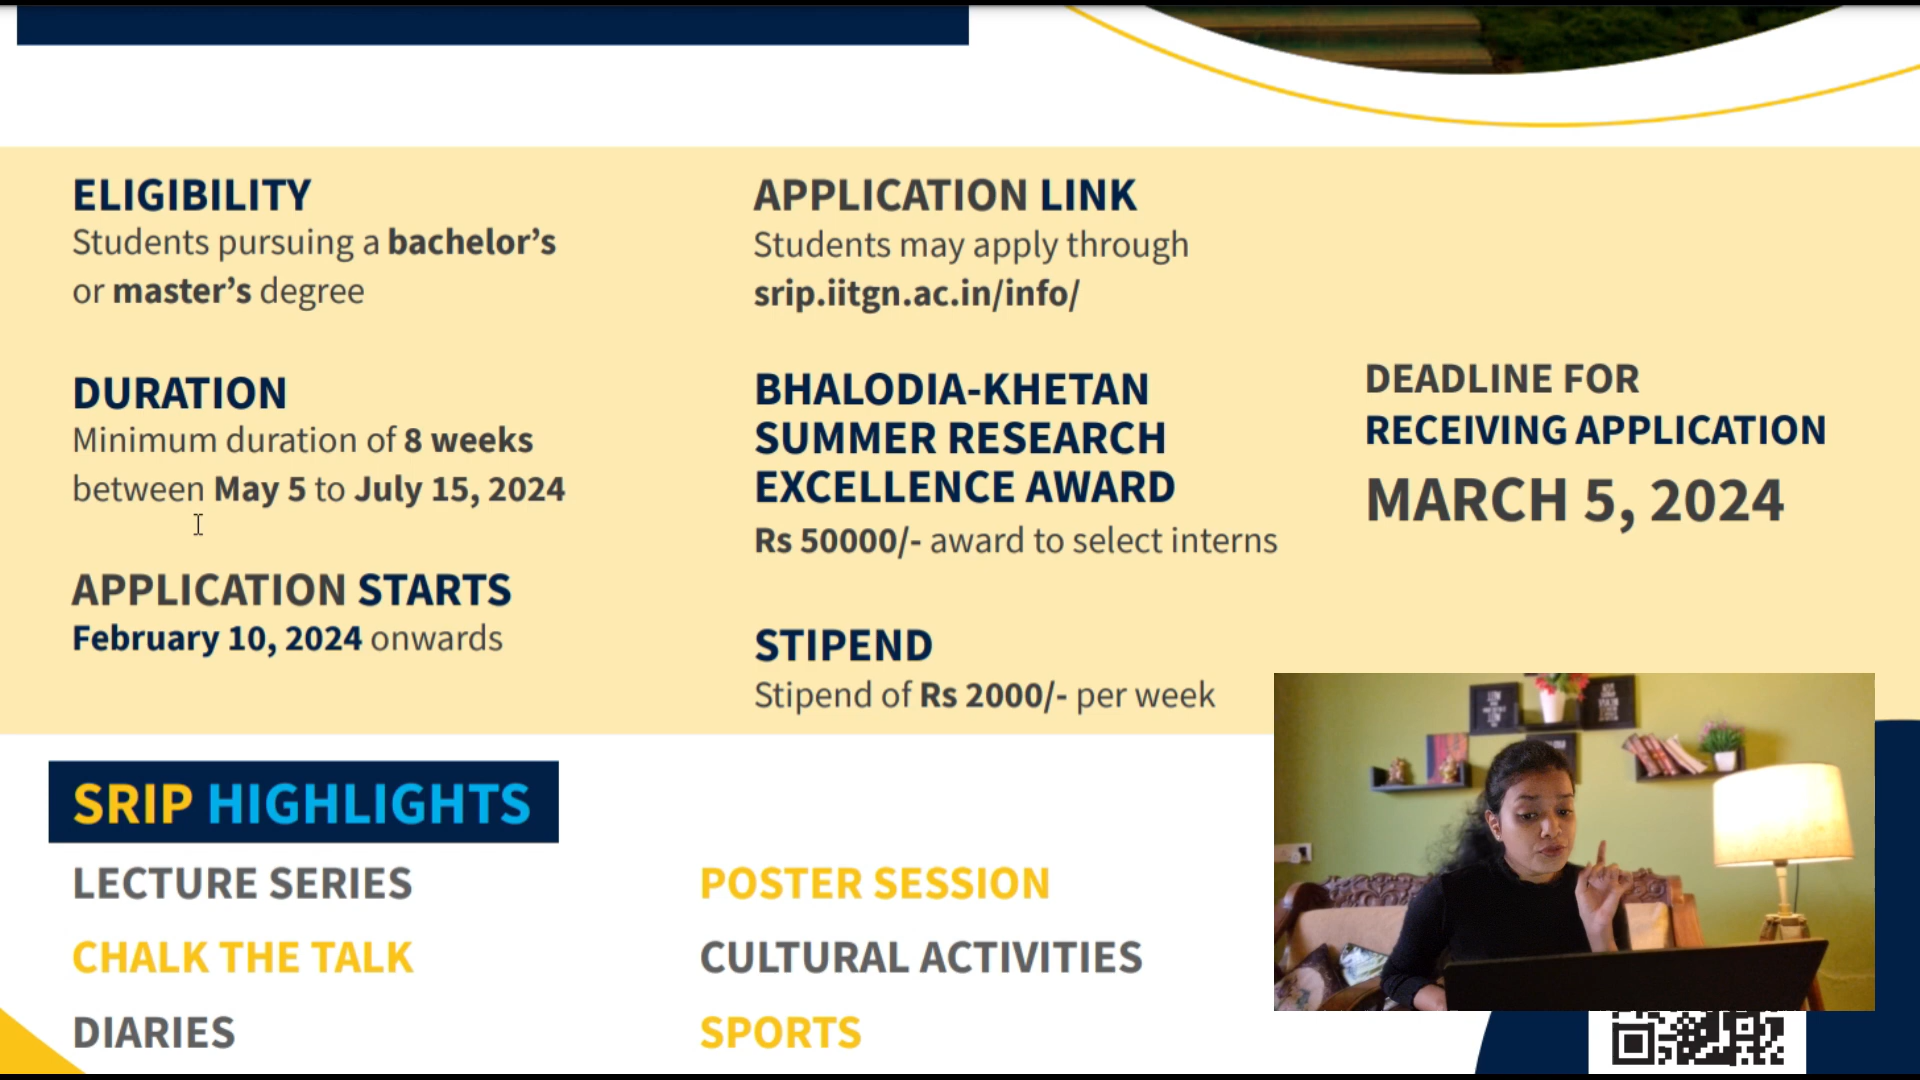 ELIGIBILITY
Students pursuing a bachelor's
or master's degree
DURATION
Minimum duration of 8 weeks
between May 5 to July 15, 2024
APPLICATION STARTS
February 10, 2024 onwards
APPLICATION LINK
Students may apply through
srip.iitgn.ac.in/info/
BHALODIA-KHETAN
SUMMER RESEARCH
EXCELLENCE AWARD
Rs 50000/- award to select interns
STIPEND
Stipend of Rs 2000/- per week
DEADLINE FOR
RECEIVING APPLICATION
MARCH 5, 2024
SRIP HIGHLIGHTS
LECTURE SERIES
CHALK THE TALK
DIARIES
POSTER SESSION
CULTURAL ACTIVITIES
SPORTS